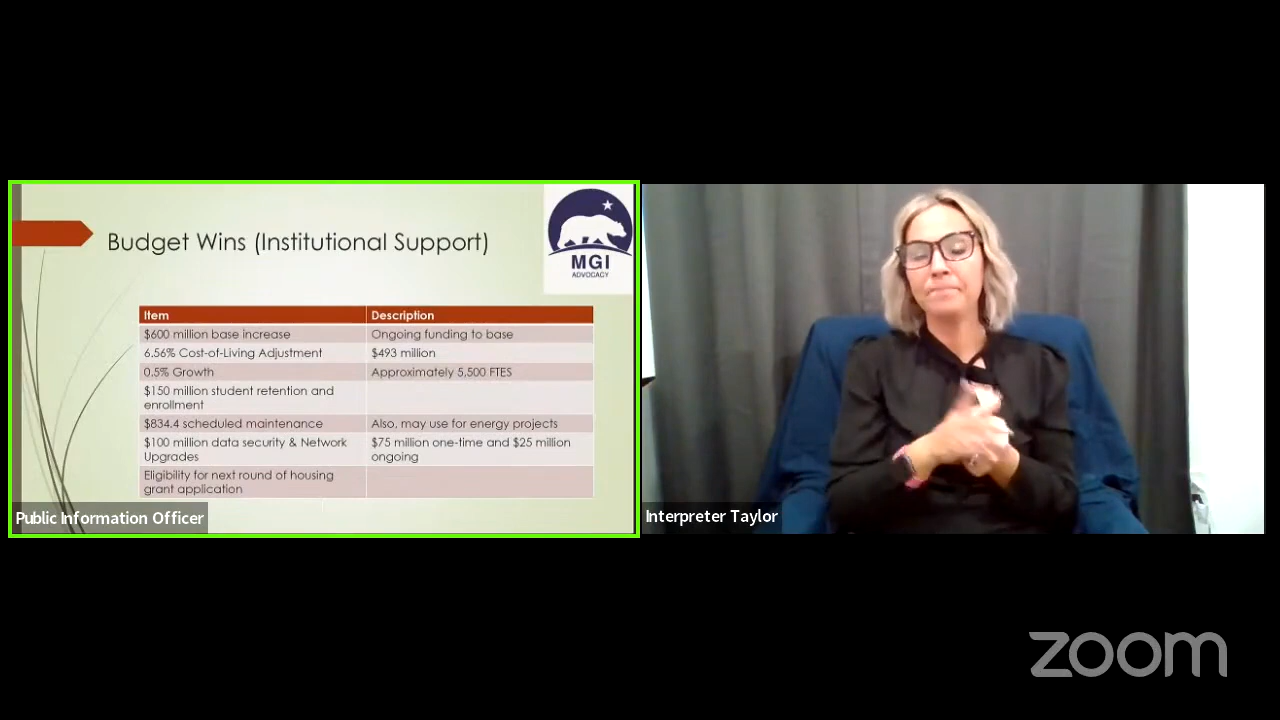 Budget Wins (Institutional Support)
MGI
ADVOCACY
Item Description
$600 million base increase Ongoing funding to base
6.56% Cost-of-Living Adjustment $493 million
0.5% Growth Approximately 5,500 FTES
$150 million student retention and
enrollment
$834.4 scheduled maintenance Also, may use for energy projects
$100 million data security & Network $75 million one-time and $25 million
Upgrades ongoing
Eligibility for next round of housing
grant application
Public Information Officer
Interpreter Taylor
zoom